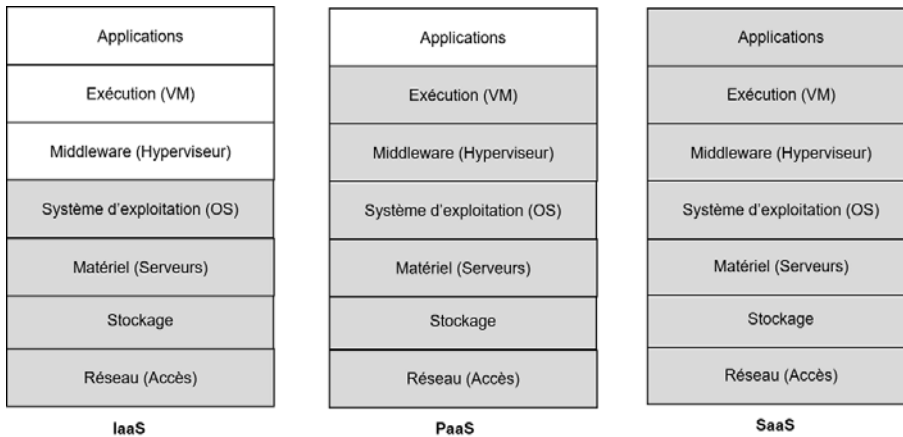 Applications
Exécution (VM)
Middleware (Hyperviseur)
Système d'exploitation (OS)
Matériel (Serveurs)
Stockage
Réseau (Accès)
IaaS
Applications
Exécution (VM)
Middleware (Hyperviseur)
Système d'exploitation (OS)
Matériel (Serveurs)
Stockage
Réseau (Accès)
PaaS
Applications
Exécution (VM)
Middleware (Hyperviseur)
Système d'exploitation (OS)
Matériel (Serveurs)
Stockage
Réseau (Accès)
SaaS